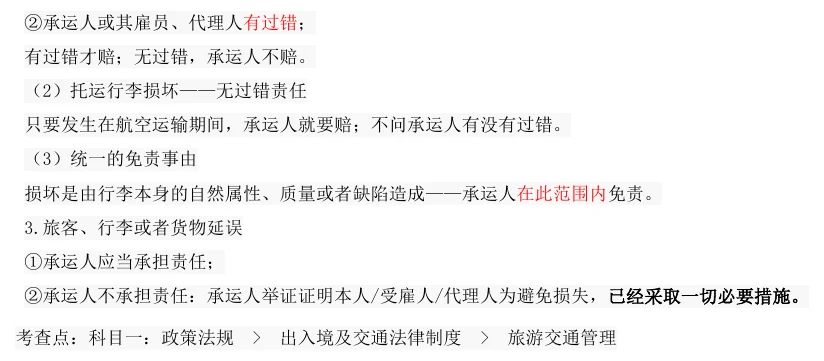 ②承运人或其雇员、代理人有过错；
有过错才赔；无过错，承运人不赔。
（2）托运行李损坏——无过错责任
只要发生在航空运输期间，承运人就要赔；不问承运人有没有过错。
（3）统一的免责事由
损坏是由行李本身的自然属性、质量或者缺陷造成——承运人在此范围内免责。
3.旅客、行李或者货物延误
①承运人应当承担责任；
②承运人不承担责任：承运人举证证明本人/受雇人/代理人为避免损失，已经采取一切必要措施。
考查点：科目一：政策法规 > 出入境及交通法律制度 > 旅游交通管理